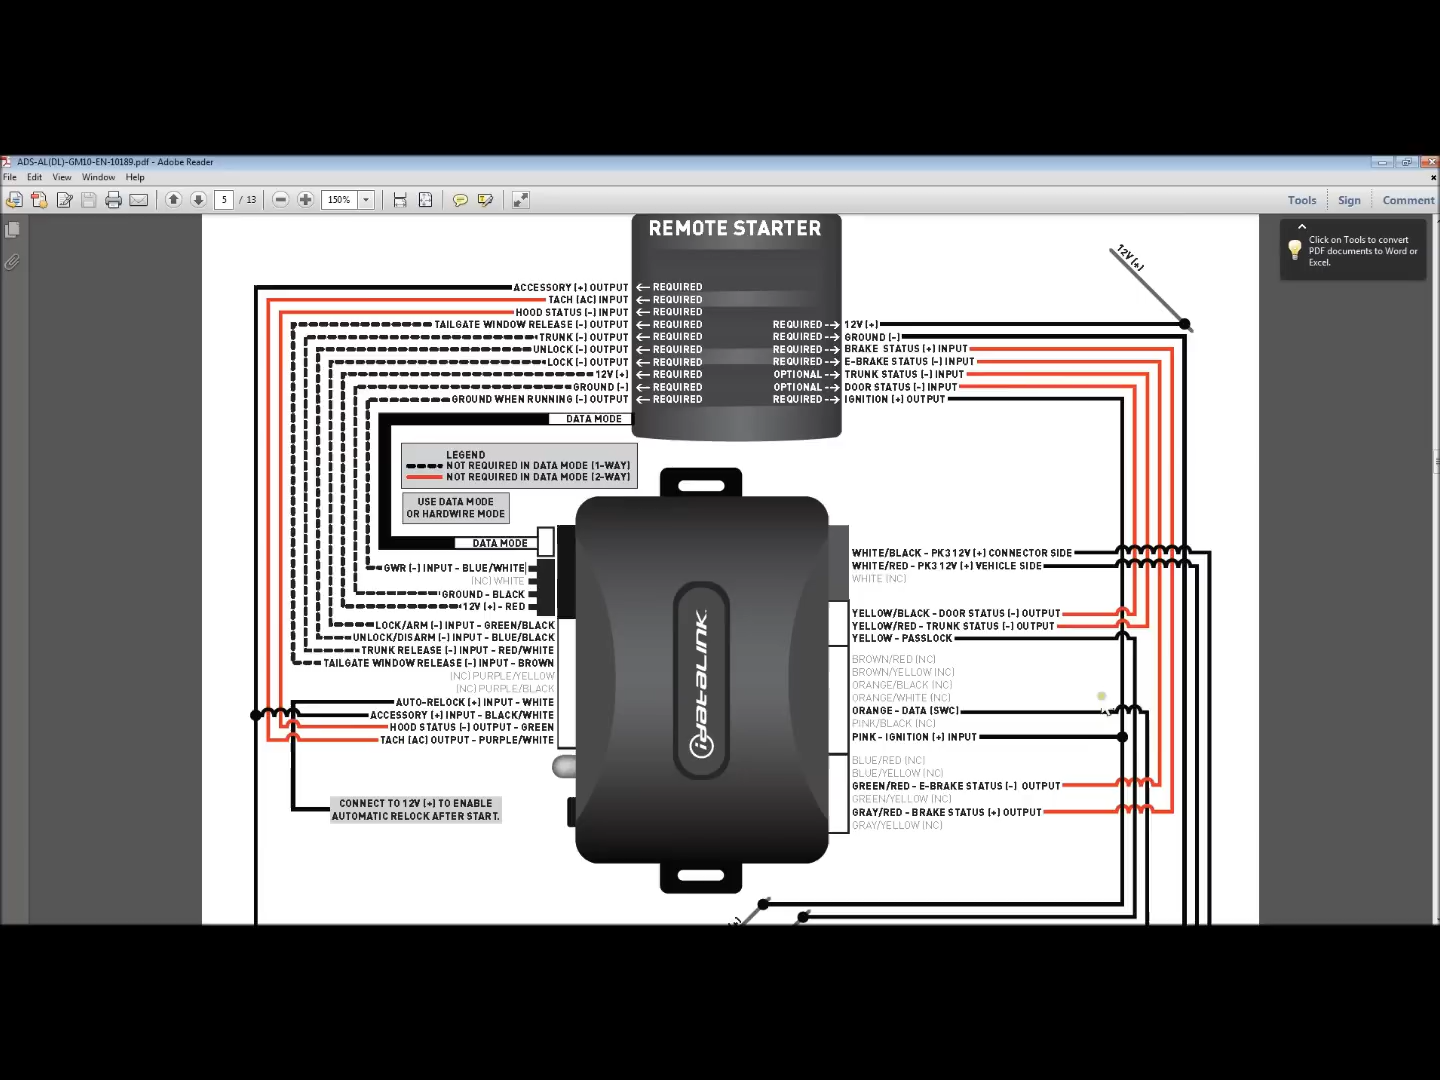 ADS-AL(DL)-GM10-EN-10189.pdf - Adobe Reader
File Edit View Window Help
5 / 13 150% Tools Sign Comment
Click on Tools to convert
PDF documents to Word or
Excel.
REMOTE STARTER
12V (+)
ACCESSORY (+) OUTPUT REQUIRED
TACH (AC) INPUT REQUIRED
HOOD STATUS (-) INPUT REQUIRED
TAILGATE WINDOW RELEASE (-) OUTPUT REQUIRED REQUIRED 12V (+)
TRUNK (-) OUTPUT REQUIRED REQUIRED GROUND (-)
UNLOCK (-) OUTPUT REQUIRED REQUIRED BRAKE STATUS (+) INPUT
LOCK (-) OUTPUT REQUIRED REQUIRED E-BRAKE STATUS (-) INPUT
12V (+) REQUIRED OPTIONAL TRUNK STATUS (-) INPUT
GROUND (-) REQUIRED OPTIONAL DOOR STATUS (-) INPUT
GROUND WHEN RUNNING (-) OUTPUT REQUIRED REQUIRED IGNITION (+) OUTPUT
DATA MODE
LEGEND
NOT REQUIRED IN DATA MODE (1-WAY)
NOT REQUIRED IN DATA MODE (2-WAY)
USE DATA MODE
OR HARDWIRE MODE
DATA MODE
GWR (-) INPUT - BLUE/WHITE
(NC) WHITE
GROUND - BLACK
12V (+) - RED
LOCK/ARM (-) INPUT - GREEN/BLACK
UNLOCK/DISARM (-) INPUT - BLUE/BLACK
TRUNK RELEASE (-) INPUT - RED/WHITE
TAILGATE WINDOW RELEASE (-) INPUT - BROWN
(NC) PURPLE/YELLOW
(NC) PURPLE/BLACK
AUTO-RELOCK (+) INPUT - WHITE
ACCESSORY (+) INPUT - BLACK/WHITE
HOOD STATUS (-) OUTPUT - GREEN
TACH (AC) OUTPUT - PURPLE/WHITE
CONNECT TO 12V (+) TO ENABLE
AUTOMATIC RELOCK AFTER START.
idatalink.
WHITE/BLACK - PK3 12V (+) CONNECTOR SIDE
WHITE/RED - PK3 12V (+) VEHICLE SIDE
WHITE (NC)
YELLOW/BLACK - DOOR STATUS (-) OUTPUT
YELLOW/RED - TRUNK STATUS (-) OUTPUT
YELLOW - PASSLOCK
BROWN/RED (NC)
BROWN/YELLOW (NC)
ORANGE/BLACK (NC)
ORANGE/WHITE (NC)
ORANGE - DATA (SWC)
PINK/BLACK (NC)
PINK - IGNITION (+) INPUT
BLUE/RED (NC)
BLUE/YELLOW (NC)
GREEN/RED - E-BRAKE STATUS (-) OUTPUT
GREEN/YELLOW (NC)
GRAY/RED - BRAKE STATUS (+) OUTPUT
GRAY/YELLOW (NC)